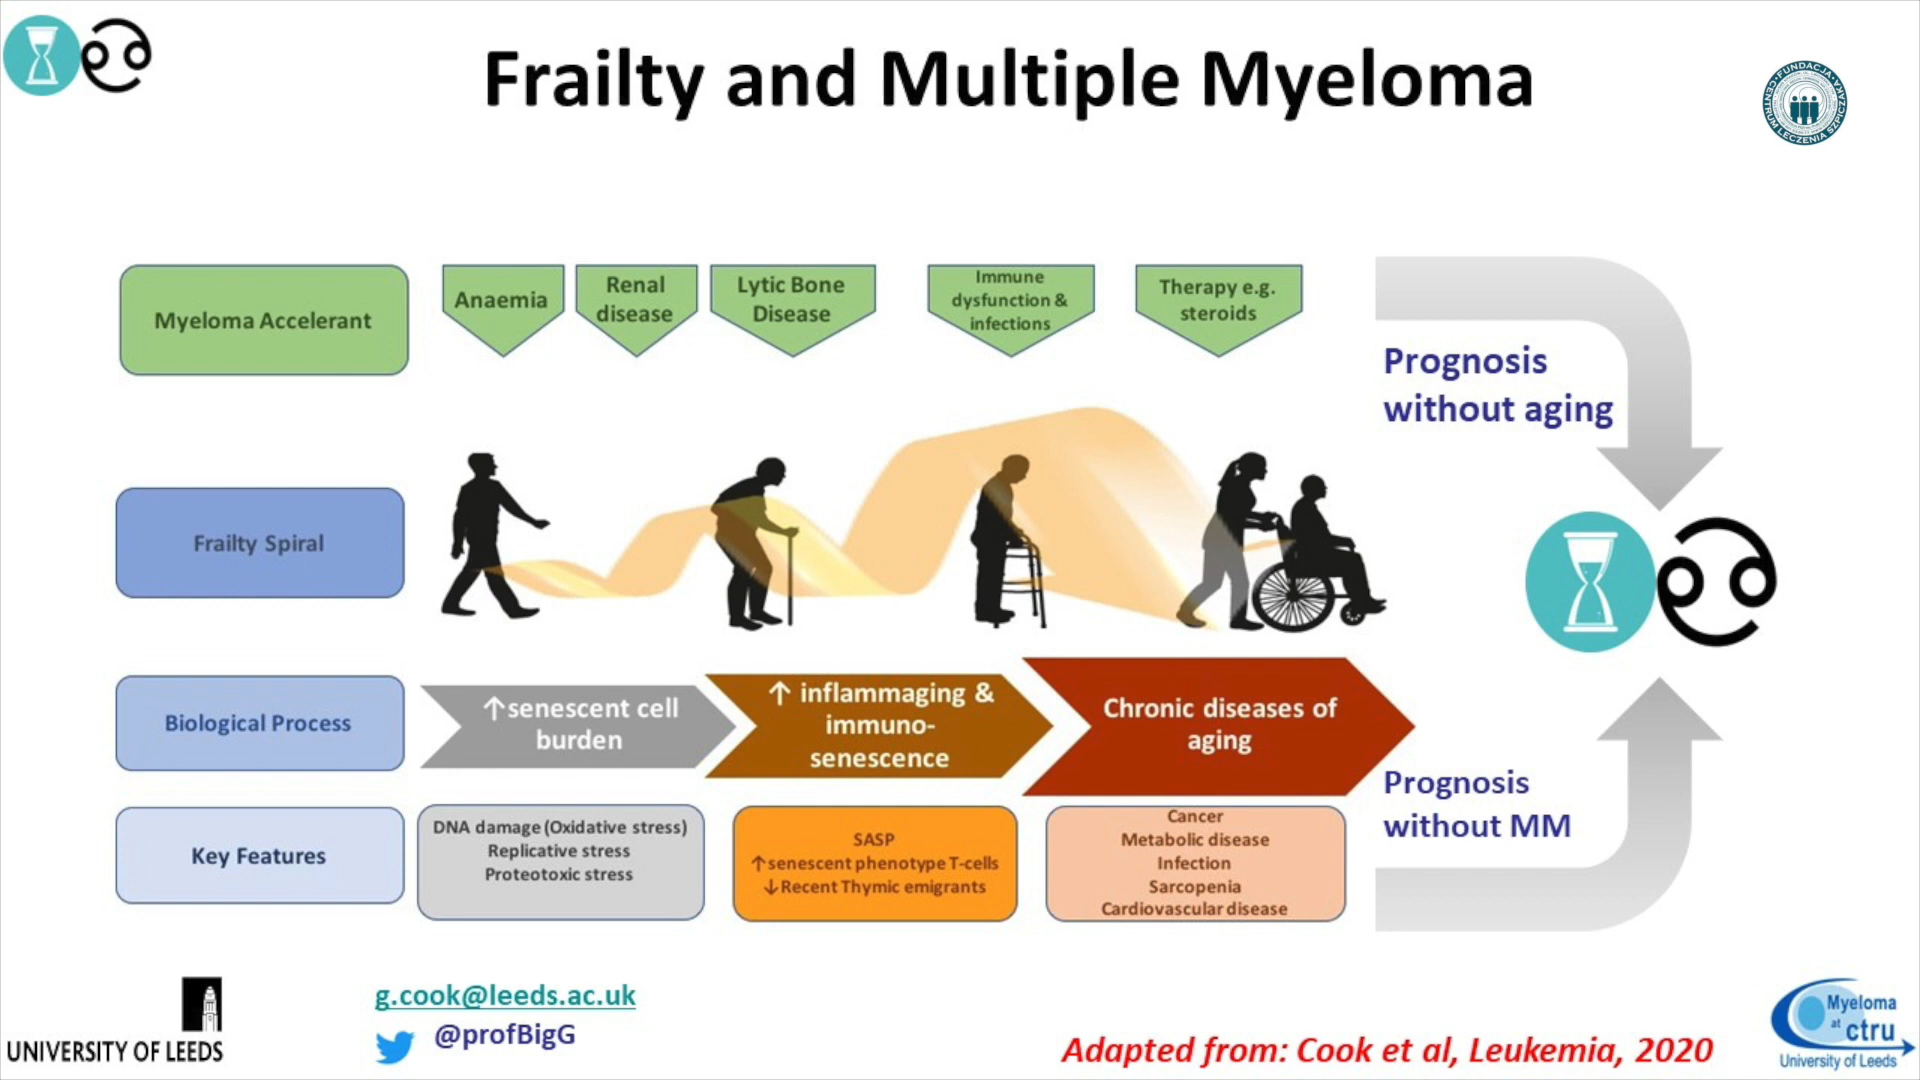 Frailty and Multiple Myeloma
FUNDACJA
CENTRUM LECZENIA SZPICZAKA
Myeloma Accelerant
Anaemia
Renal
disease
Lytic Bone
Disease
Immune
dysfunction &
infections
Therapy e.g.
steroids
Prognosis
without aging
Frailty Spiral
Biological Process
↑senescent cell
burden
↑ inflammaging &
immuno-
senescence
Chronic diseases of
aging
Prognosis
without MM
Key Features
DNA damage (Oxidative stress)
Replicative stress
Proteotoxic stress
SASP
↑senescent phenotype T-cells
↓Recent Thymic emigrants
Cancer
Metabolic disease
Infection
Sarcopenia
Cardiovascular disease
UNIVERSITY OF LEEDS
g.cook@leeds.ac.uk
@profBigG
Adapted from: Cook et al, Leukemia, 2020
Myeloma
at
ctru
University of Leeds